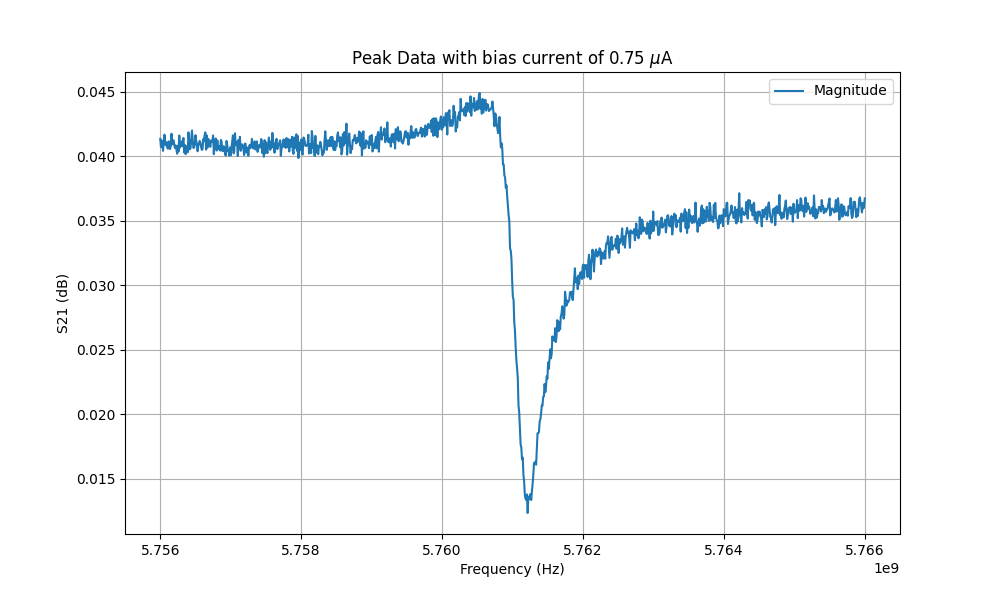 Peak Data with bias current of 0.75 μA
Magnitude
0.045
0.040
0.035
0.030
0.025
0.020
0.015
S21 (dB)
5.756 5.758 5.760 5.762 5.764 5.766
Frequency (Hz)
1e9